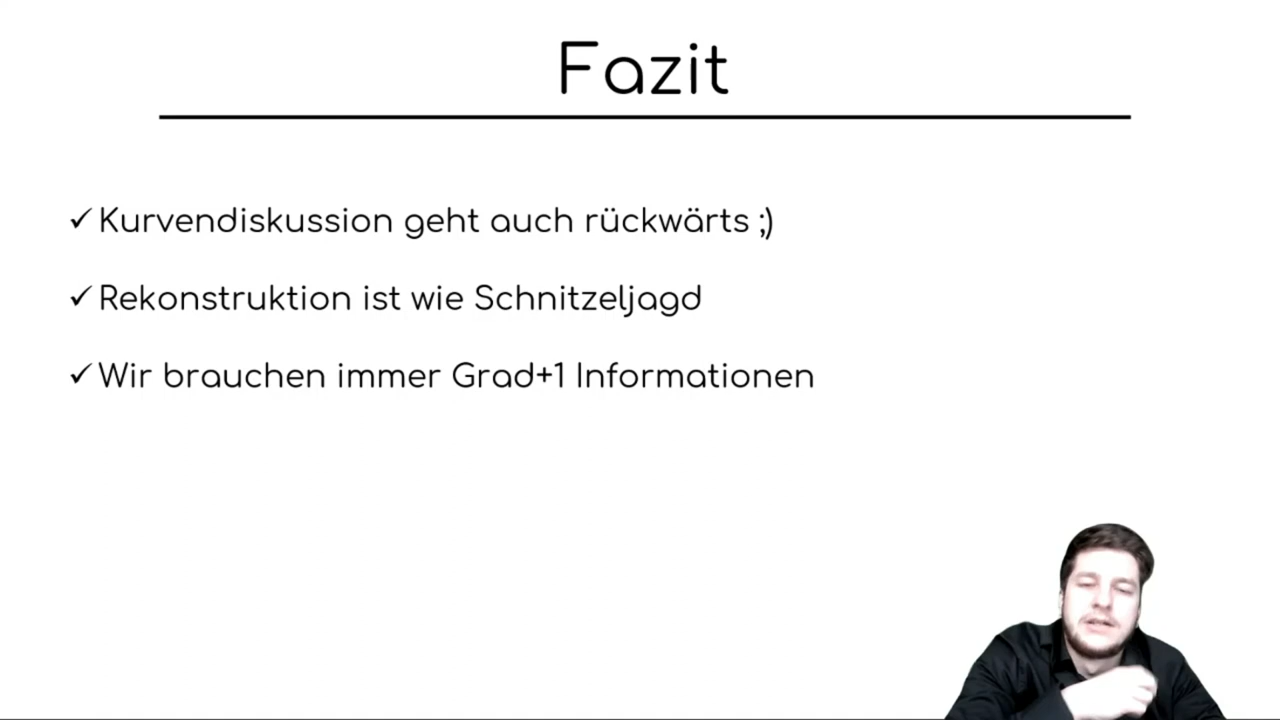 Fazit
✓ Kurvendiskussion geht auch rückwärts ;)
✓ Rekonstruktion ist wie Schnitzeljagd
✓ Wir brauchen immer Grad+1 Informationen